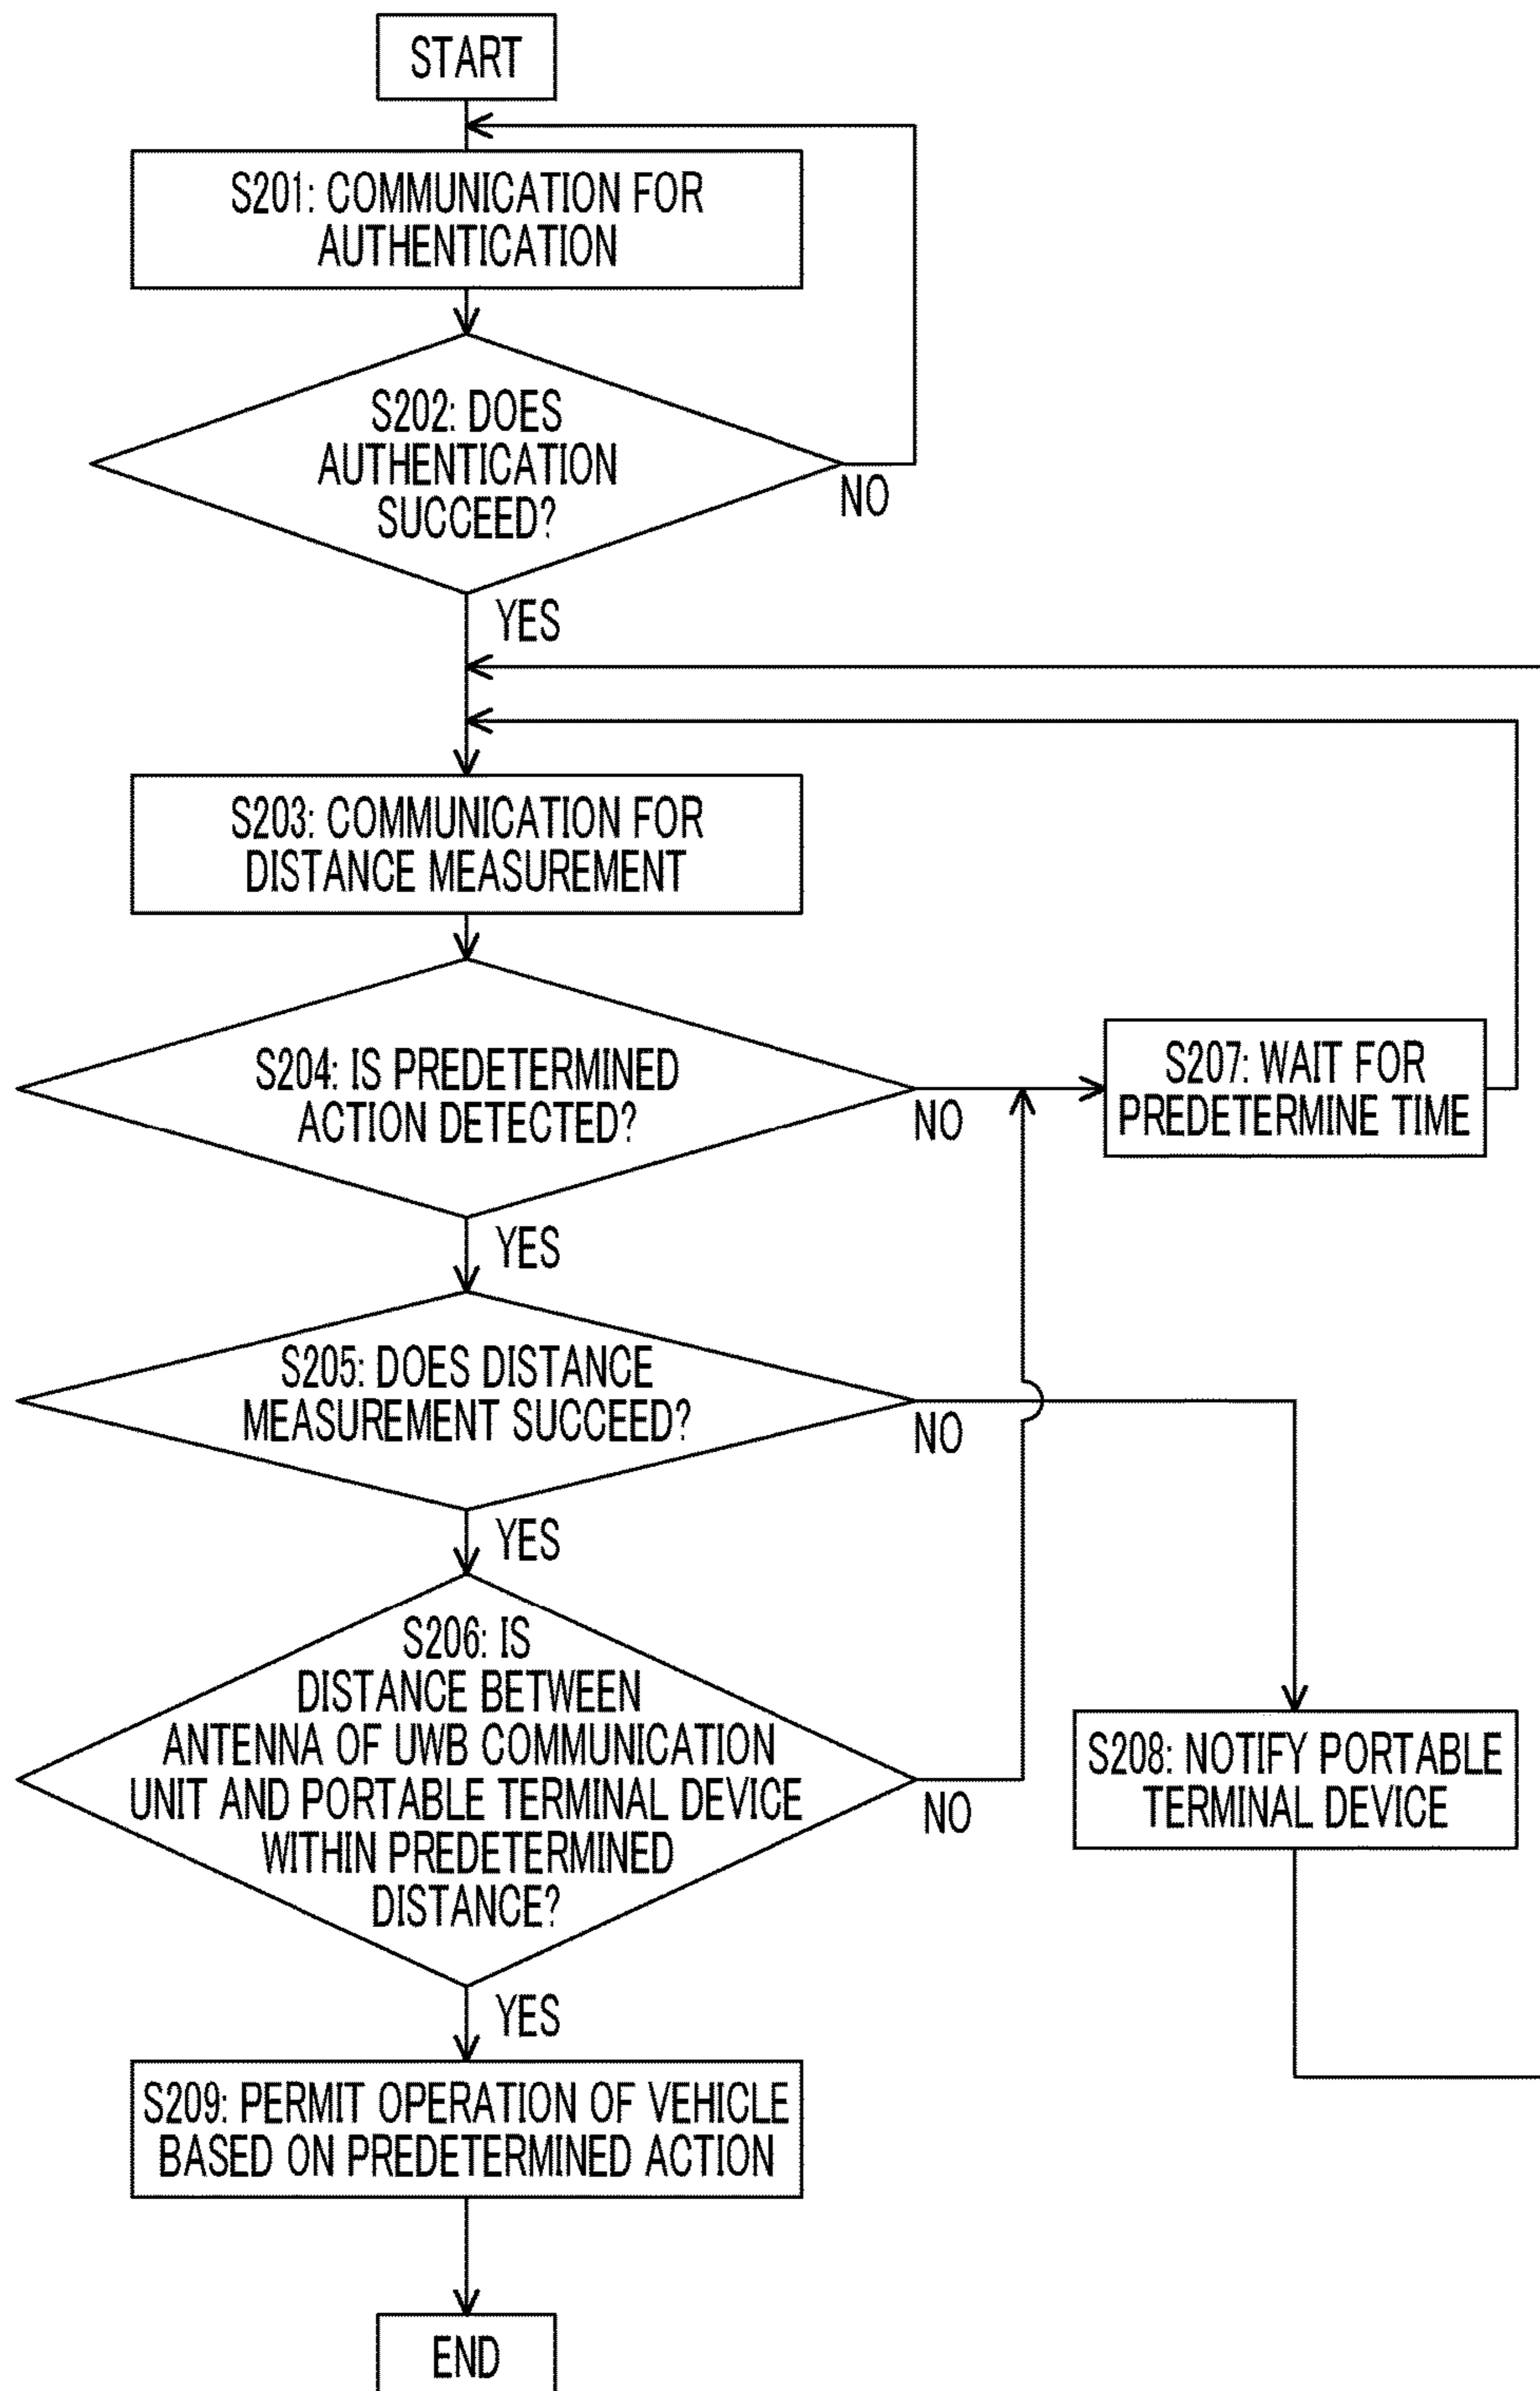 START
S201: COMMUNICATION FOR
AUTHENTICATION
S202: DOES
AUTHENTICATION
SUCCEED?
NO
YES
S203: COMMUNICATION FOR
DISTANCE MEASUREMENT
S204: IS PREDETERMINED
ACTION DETECTED?
NO
S207: WAIT FOR
PREDETERMINE TIME
YES
S205: DOES DISTANCE
MEASUREMENT SUCCEED?
NO
YES
S206: IS
DISTANCE BETWEEN
ANTENNA OF UWB COMMUNICATION
UNIT AND PORTABLE TERMINAL DEVICE
WITHIN PREDETERMINED
DISTANCE?
NO
S208: NOTIFY PORTABLE
TERMINAL DEVICE
YES
S209: PERMIT OPERATION OF VEHICLE
BASED ON PREDETERMINED ACTION
END